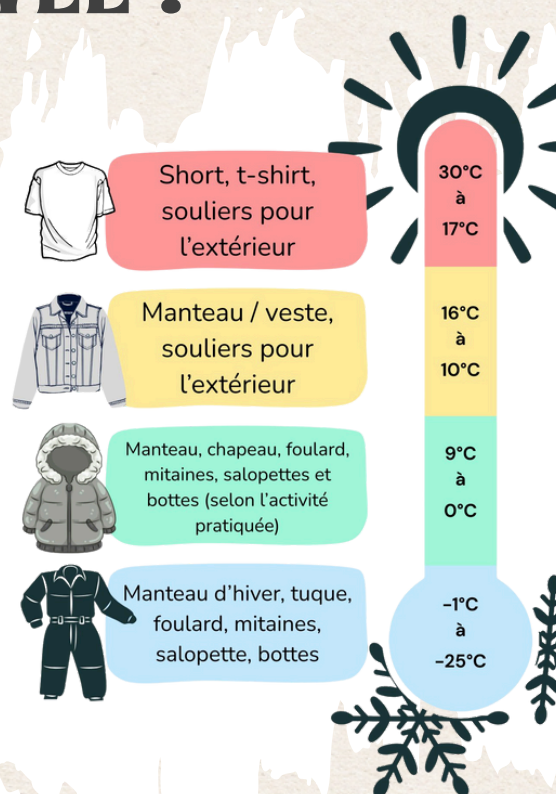 Short, t-shirt,
souliers pour
l'extérieur
30°C
à
17°C
Manteau / veste,
souliers pour
l'extérieur
16°C
à
10°C
Manteau, chapeau, foulard,
mitaines, salopettes et
bottes (selon l'activité
pratiquée)
9°C
à
0°C
Manteau d'hiver, tuque,
foulard, mitaines,
salopette, bottes
-1°C
à
-25°C